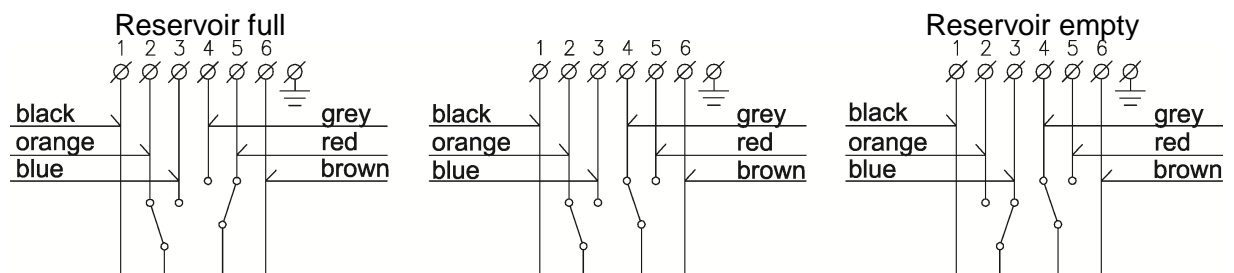 Reservoir full
Reservoir empty
1 2 3 4 5 6
1 2 3 4 5 6
1 2 3 4 5 6
black
grey
orange
red
blue
brown
black
grey
orange
red
blue
brown
black
grey
orange
red
blue
brown